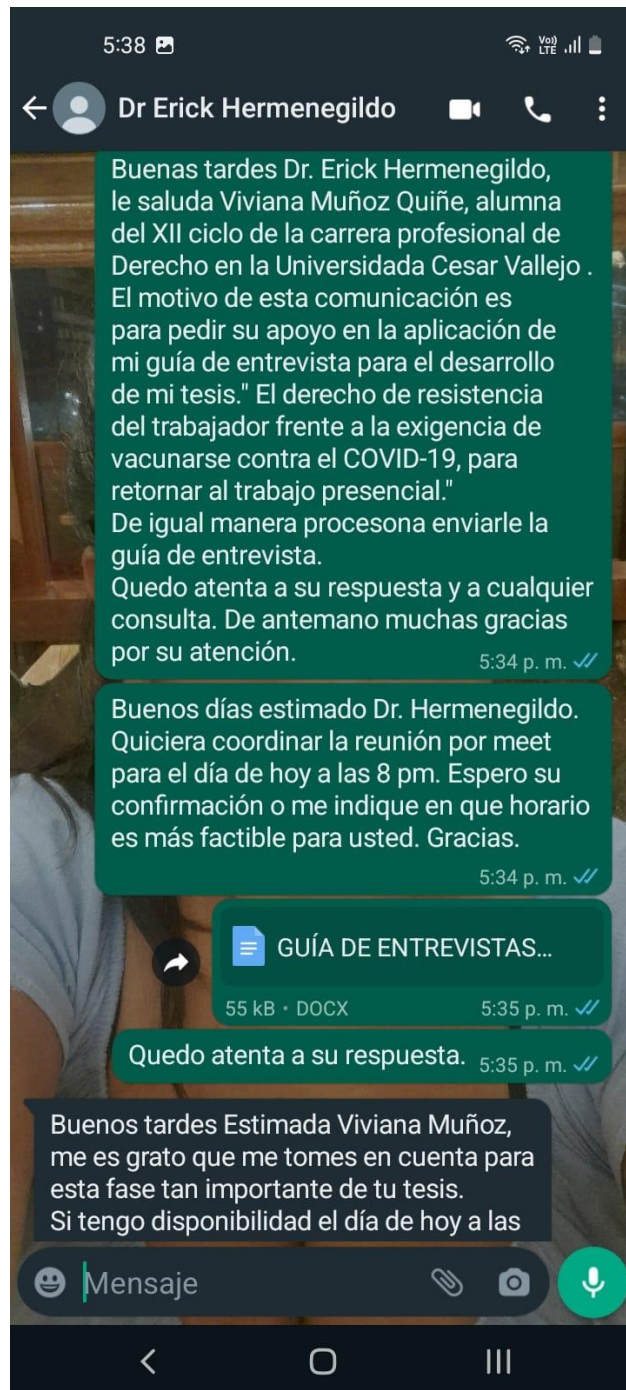 5:38
Vo)) LTE
Dr Erick Hermenegildo
Buenas tardes Dr. Erick Hermenegildo,
le saluda Viviana Muñoz Quiñe, alumna
del XII ciclo de la carrera profesional de
Derecho en la Universidada Cesar Vallejo .
El motivo de esta comunicación es
para pedir su apoyo en la aplicación de
mi guía de entrevista para el desarrollo
de mi tesis." El derecho de resistencia
del trabajador frente a la exigencia de
vacunarse contra el COVID-19, para
retornar al trabajo presencial."
De igual manera procesona enviarle la
guía de entrevista.
Quedo atenta a su respuesta y a cualquier
consulta. De antemano muchas gracias
por su atención.
5:34 p. m.
Buenos días estimado Dr. Hermenegildo.
Quiciera coordinar la reunión por meet
para el día de hoy a las 8 pm. Espero su
confirmación o me indique en que horario
es más factible para usted. Gracias.
5:34 p. m.
GUÍA DE ENTREVISTAS...
55 kB • DOCX 5:35 p. m.
Quedo atenta a su respuesta. 5:35 p. m.
Buenos tardes Estimada Viviana Muñoz,
me es grato que me tomes en cuenta para
esta fase tan importante de tu tesis.
Si tengo disponibilidad el día de hoy a las
Mensaje